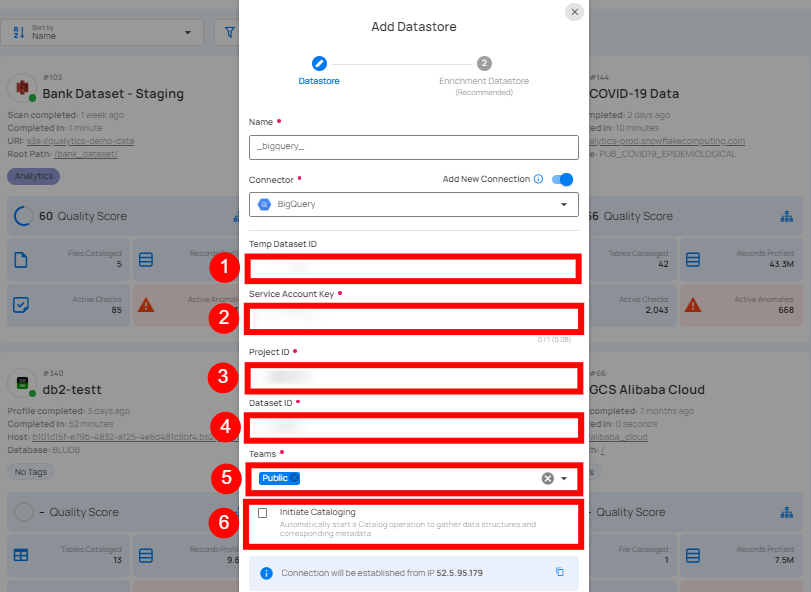 Add Datastore
Sort by
Name
2
Datastore
Enrichment Datastore
(Recommended)
#103
Bank Dataset - Staging
Scan completed: 1 week ago
Completed In: 1 minute
URI: s3a://qualytics-demo-data
Root Path: /bank_dataset/
Analytics
60 Quality Score
Files Cataloged
5
Records Profiled
Active Checks
85
Active Anomalies
#340
db2-testt
Profile completed: 3 days ago
Completed In: 52 minutes
Host: b101d15f-e79b-4832-a125-4e8d481c8bf4.bs2
Database: BLUDB
No Tags
– Quality Score
Tables Cataloged
13
Records Profiled
9.6
Name •
_bigquery_
Connector •
Add New Connection
BigQuery
Temp Dataset ID
1
Service Account Key •
2
0 / 1 (0.0B)
Project ID •
3
Dataset ID •
4
Teams •
5
Public
6
Initiate Cataloging
Automatically start a Catalog operation to gather data structures and
corresponding metadata
Connection will be established from IP 52.5.95.179
#144
COVID-19 Data
mpleted: 2 days ago
ed In: 10 minutes
alytics-prod.snowflakecomputing.com
e: PUB_COVID19_EPIDEMIOLOGICAL
56 Quality Score
Tables Cataloged
42
Records Profiled
43.3M
Active Checks
2,043
Active Anomalies
668
#66
GCS Alibaba Cloud
ompleted: 7 months ago
ed In: 0 seconds
alibaba_cloud
th: /
s
- Quality Score
File Cataloged
1
Records Profiled
7.5M